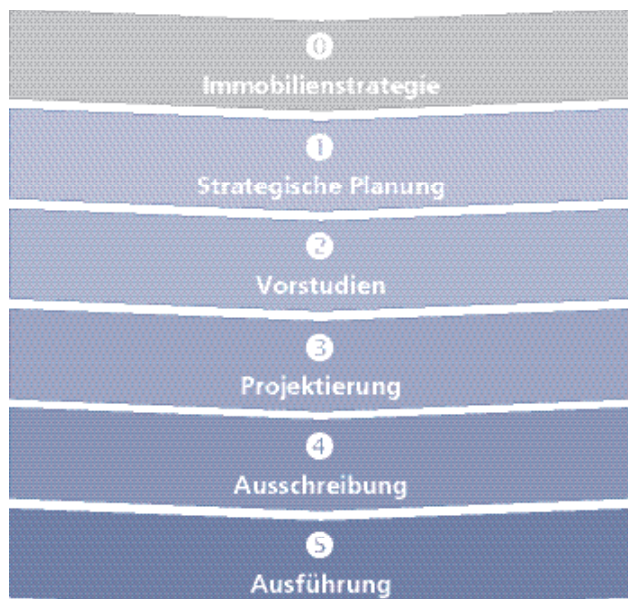 0
Immobilienstrategie
1
Strategische Planung
2
Vorstudien
3
Projektierung
4
Ausschreibung
5
Ausführung